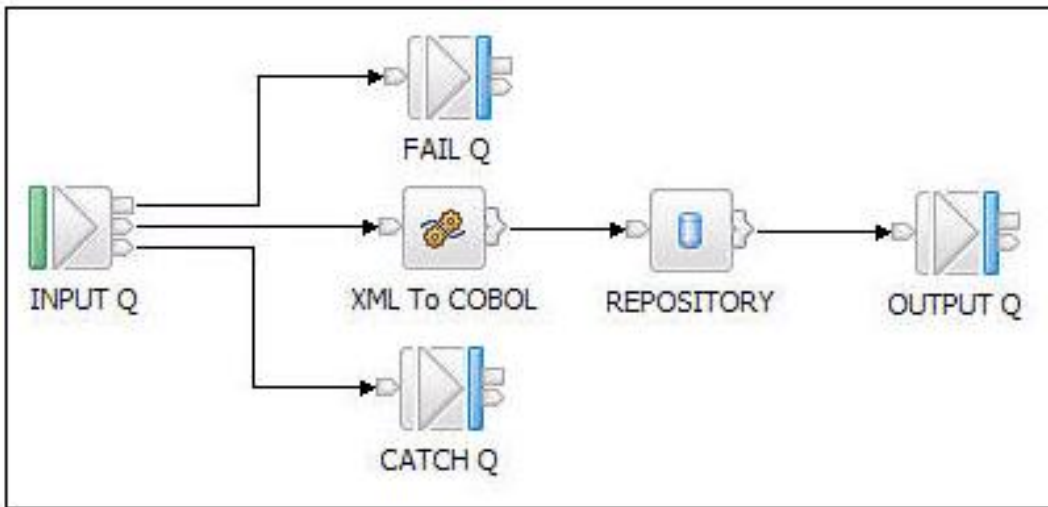 FAIL Q
INPUT Q
XML To COBOL
REPOSITORY
OUTPUT Q
CATCH Q